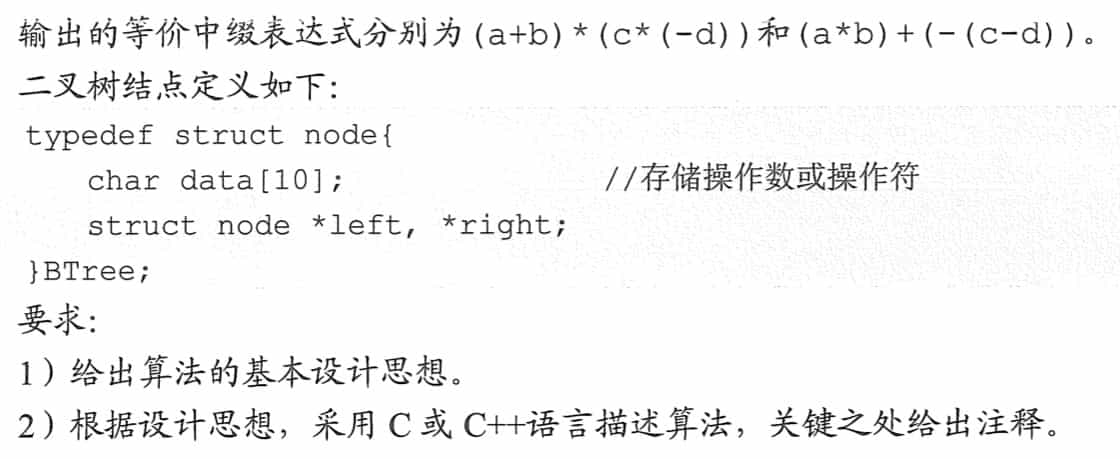 输出的等价中缀表达式分别为(a+b)*(c*(-d))和(a*b)+(-(c-d))。
二叉树结点定义如下:
typedef struct node{
    char data[10];                //存储操作数或操作符
    struct node *left, *right;
}BTree;
要求:
1)给出算法的基本设计思想。
2)根据设计思想，采用 C 或 C++语言描述算法，关键之处给出注释。